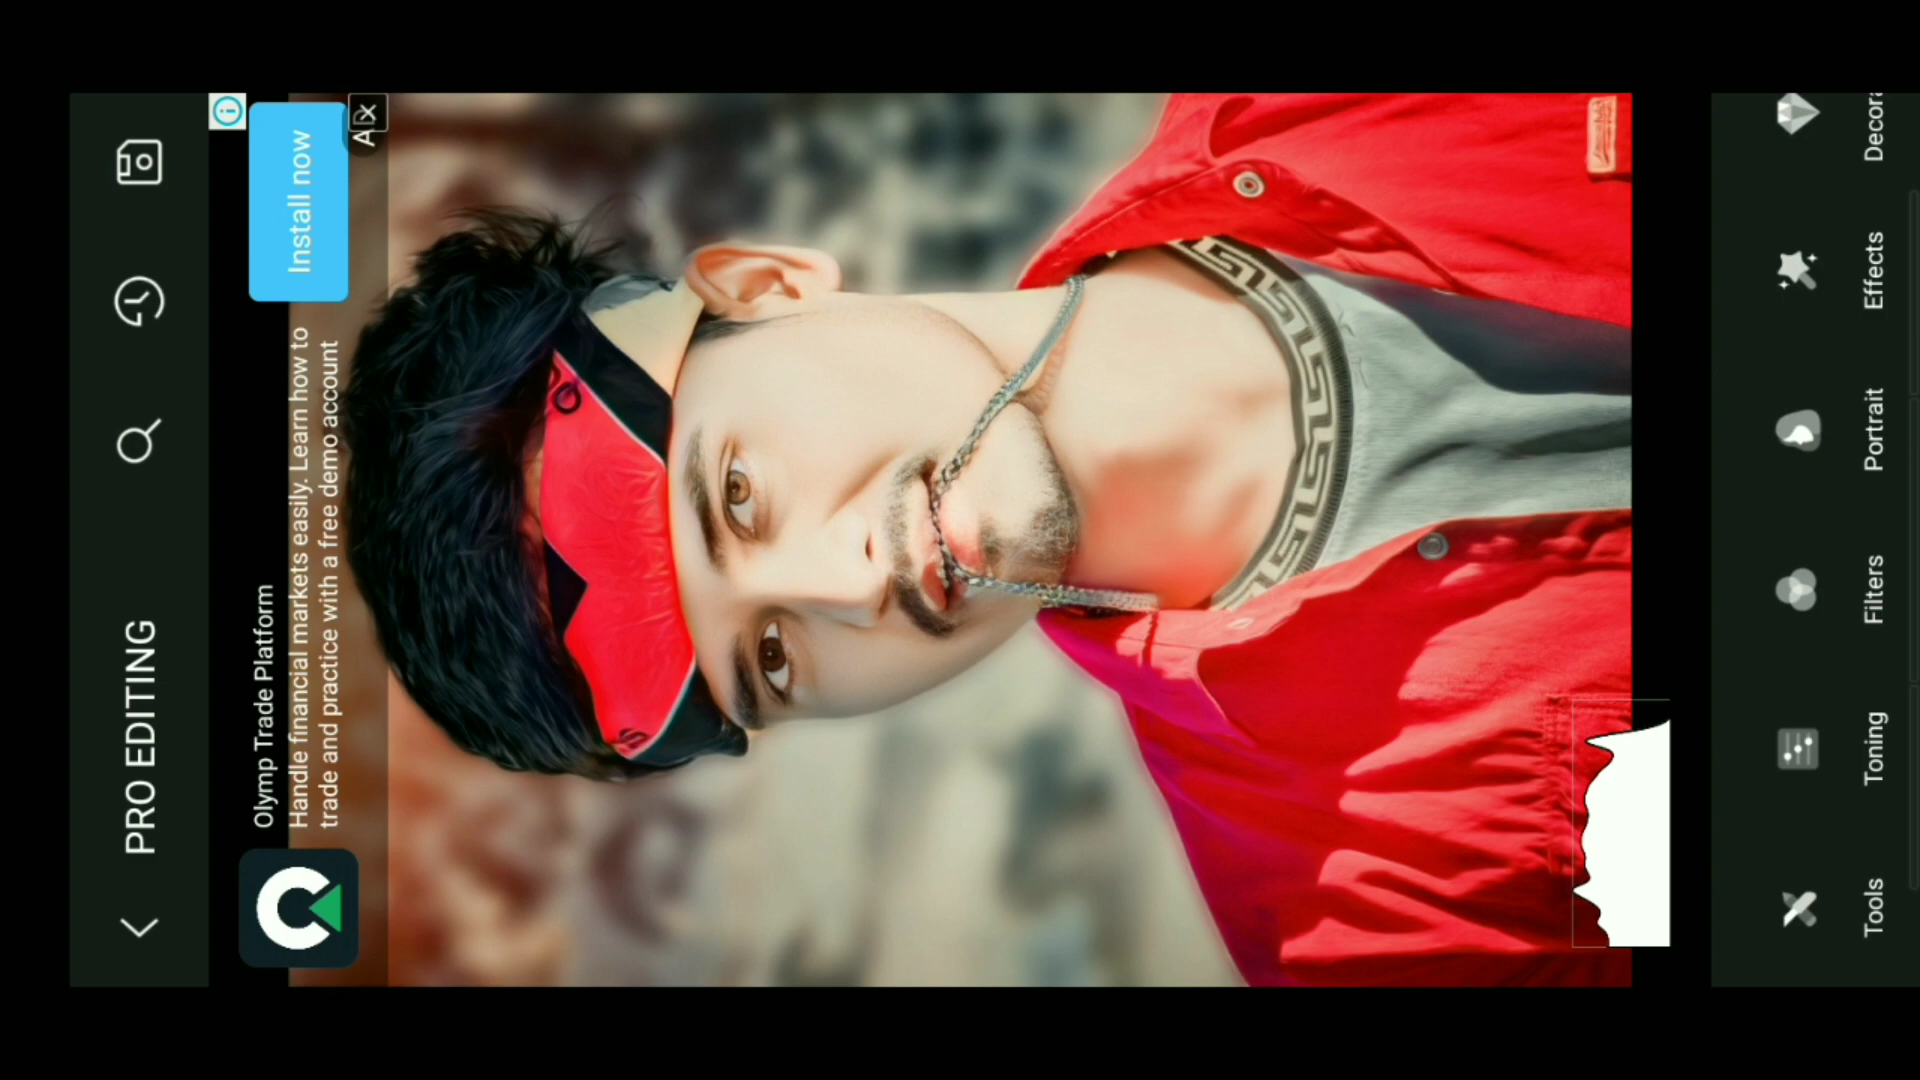 PRO EDITING
Olymp Trade Platform
Handle financial markets easily. Learn how to
trade and practice with a free demo account
Install now
Tools
Toning
Filters
Portrait
Effects
Decora